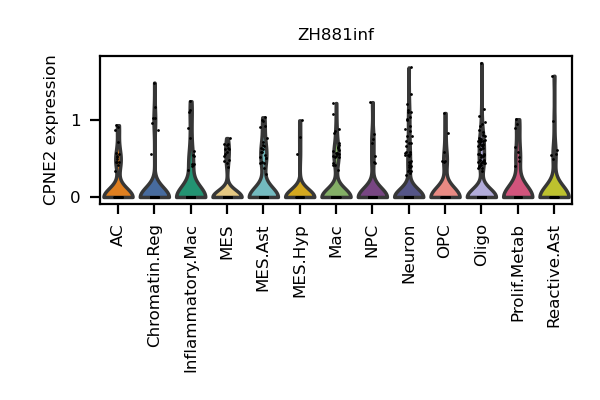 ZH881inf
CPNE2 expression
1
0
AC
Chromatin.Reg
Inflammatory.Mac
MES
MES.Ast
MES.Hyp
Mac
NPC
Neuron
OPC
Oligo
Prolif.Metab
Reactive.Ast